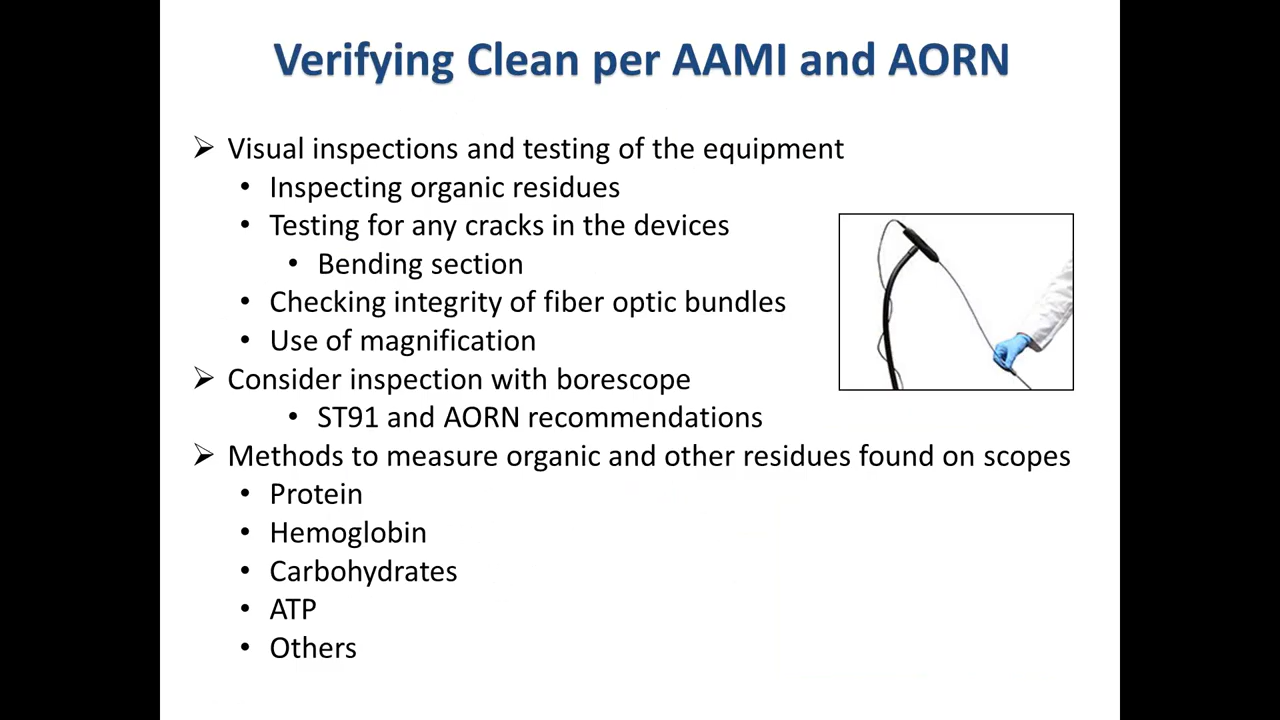 Verifying Clean per AAMI and AORN
➢ Visual inspections and testing of the equipment
• Inspecting organic residues
• Testing for any cracks in the devices
• Bending section
• Checking integrity of fiber optic bundles
• Use of magnification
➢ Consider inspection with borescope
• ST91 and AORN recommendations
➢ Methods to measure organic and other residues found on scopes
• Protein
• Hemoglobin
• Carbohydrates
• ATP
• Others